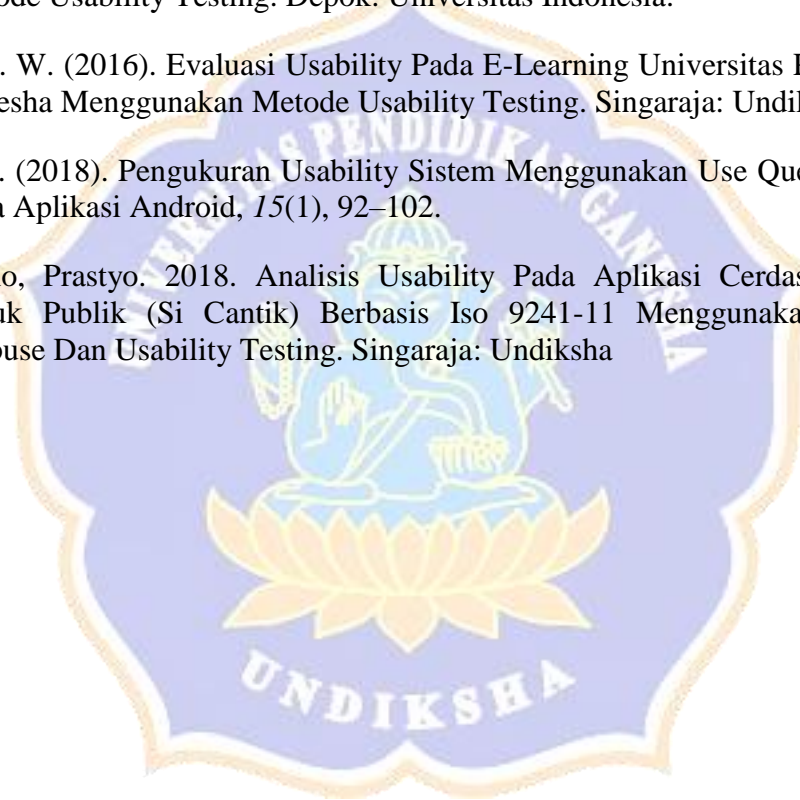 ode Usability Testing. Depok: Universitas Indonesia.
. W. (2016). Evaluasi Usability Pada E-Learning Universitas P
esha Menggunakan Metode Usability Testing. Singaraja: Undi
. (2018). Pengukuran Usability Sistem Menggunakan Use Que
a Aplikasi Android, 15(1), 92–102.
o, Prastyo. 2018. Analisis Usability Pada Aplikasi Cerdas
uk Publik (Si Cantik) Berbasis Iso 9241-11 Menggunaka
ouse Dan Usability Testing. Singaraja: Undiksha
UNIVERSITAS PENDIDIKAN GANESHA
UNDIKSHA